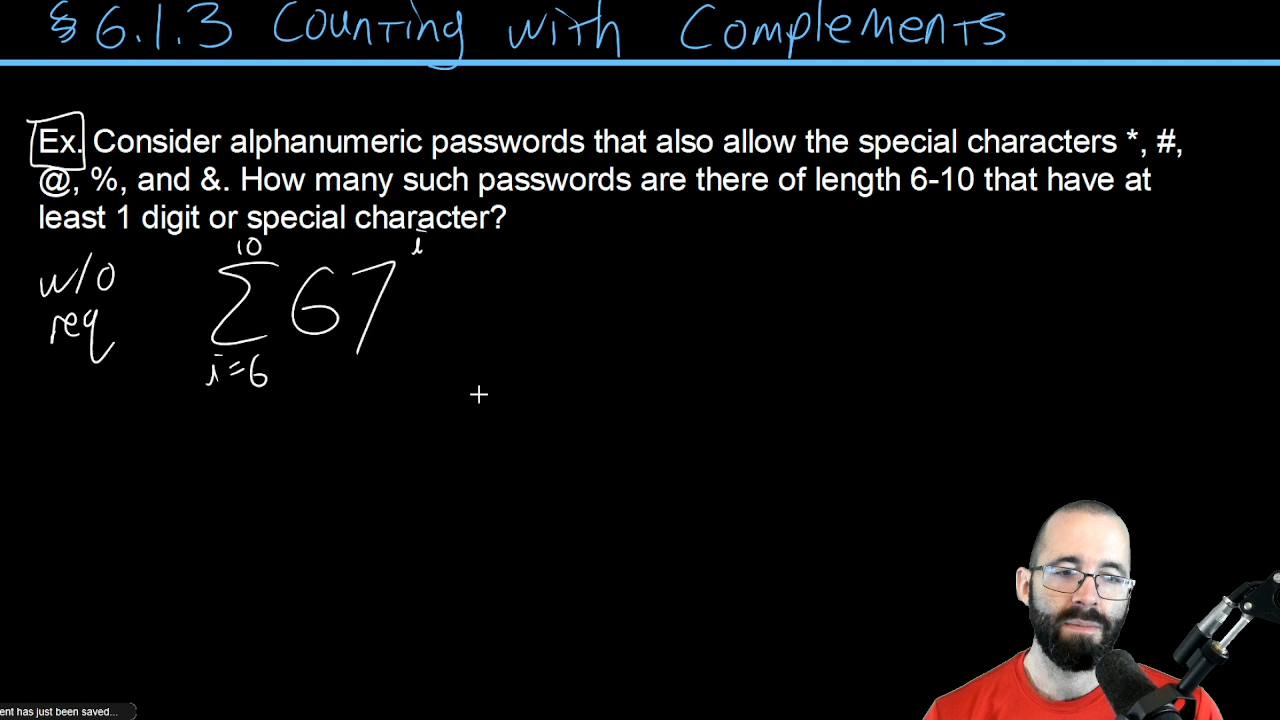 § 6.1.3 Counting with Complements
Ex. Consider alphanumeric passwords that also allow the special characters *, #,
@, %, and &. How many such passwords are there of length 6-10 that have at
least 1 digit or special character?
w/o
req
10
∑ 67^i
i=6
ent has just been saved...